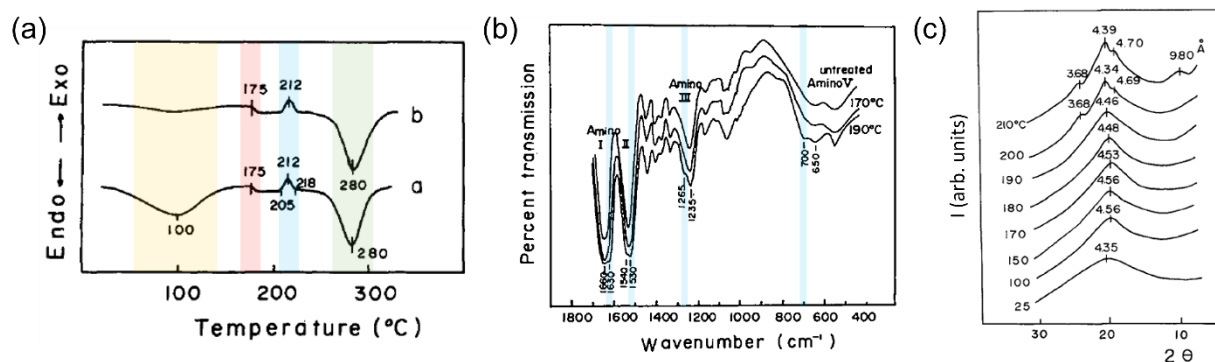 (a)
Endo ← → Exo
175
212
b
280
175
212
218
a
205
100
280
100
200
300
Temperature (°C)
(b)
Percent transmission
Amino
I
II
Amino
III
untreated
Amino V
170°C
190°C
1660
1630
1540
1530
1265
1235
700
650
1800
1600
1400
1200
1000
800
600
400
Wavenumber (cm⁻¹)
(c)
I (arb. units)
4.39
4.70
9.80 Å
3.68
4.34
4.69
3.68
4.46
210°C
4.48
200
4.53
190
4.56
180
4.56
170
4.35
150
100
25
30
20
10
2 θ